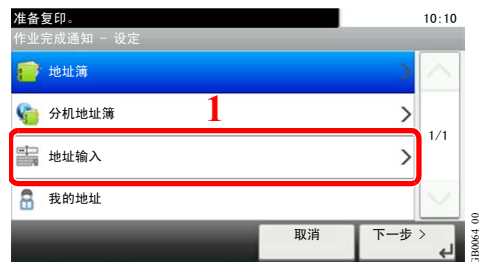 准备复印。 10:10
作业完成通知 - 设定
地址簿
分机地址簿 1
1/1
地址输入
我的地址
取消 下一步 >
GB0064_00